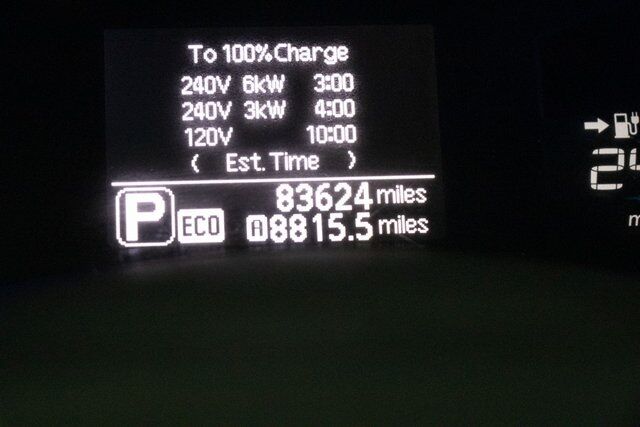 To 100% Charge
240V 6kW 3:00
240V 3kW 4:00
120V 10:00
( Est. Time )
P ECO 83624 miles
A 8815.5 miles